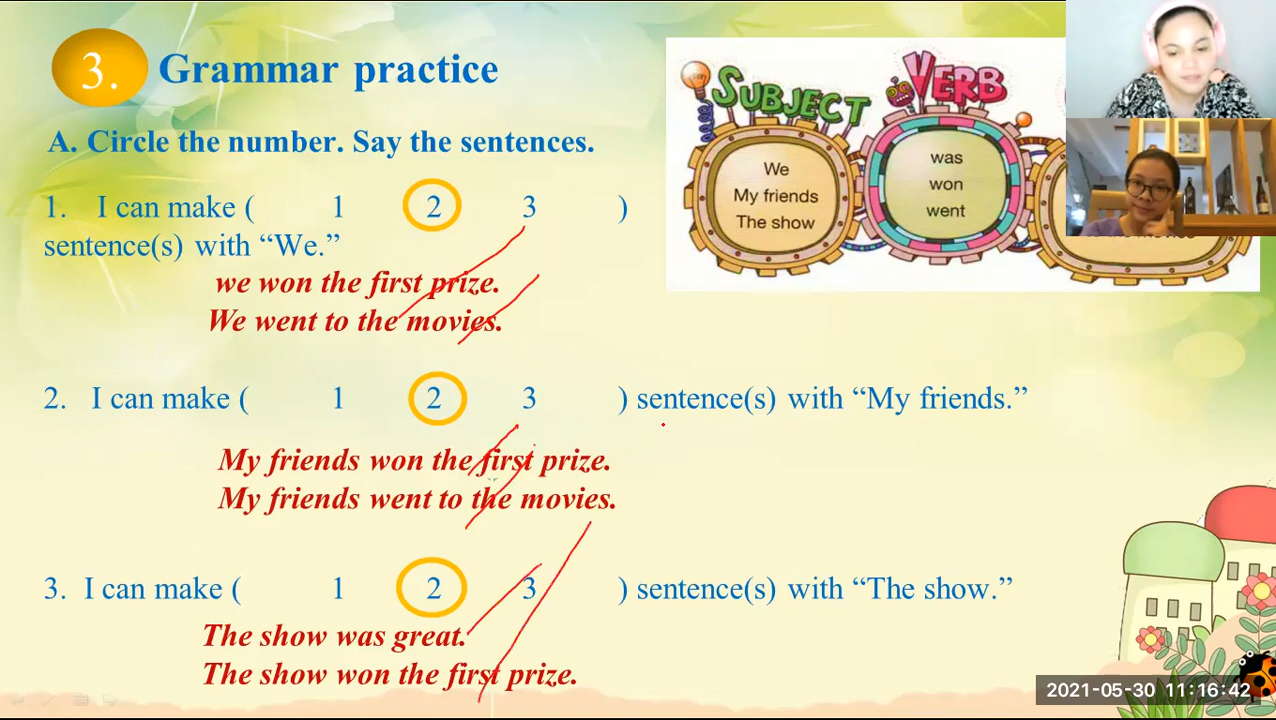 3. Grammar practice
A. Circle the number. Say the sentences.
1. I can make ( 1 2 3 )
sentence(s) with “We.”
we won the first prize.
We went to the movies.
2. I can make ( 1 2 3 ) sentence(s) with “My friends.”
My friends won the first prize.
My friends went to the movies.
3. I can make ( 1 2 3 ) sentence(s) with “The show.”
The show was great.
The show won the first prize.
SUBJECT
We
My friends
The show
VERB
was
won
went
2021-05-30 11:16:42